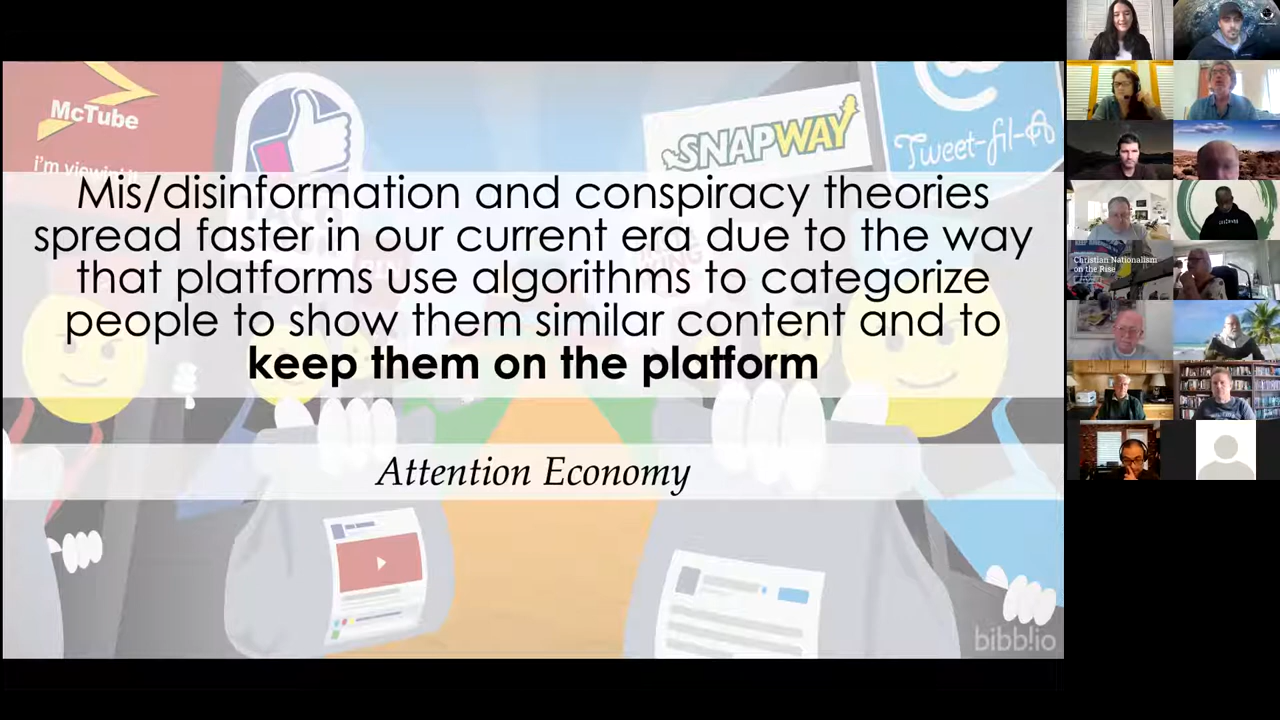 McTube
i'm viewin' it
SNAPWAY
Tweet-fil-A
Mis/disinformation and conspiracy theories
spread faster in our current era due to the way
that platforms use algorithms to categorize
people to show them similar content and to
keep them on the platform
Attention Economy
bibblio
Christian Nationalism
on the Rise